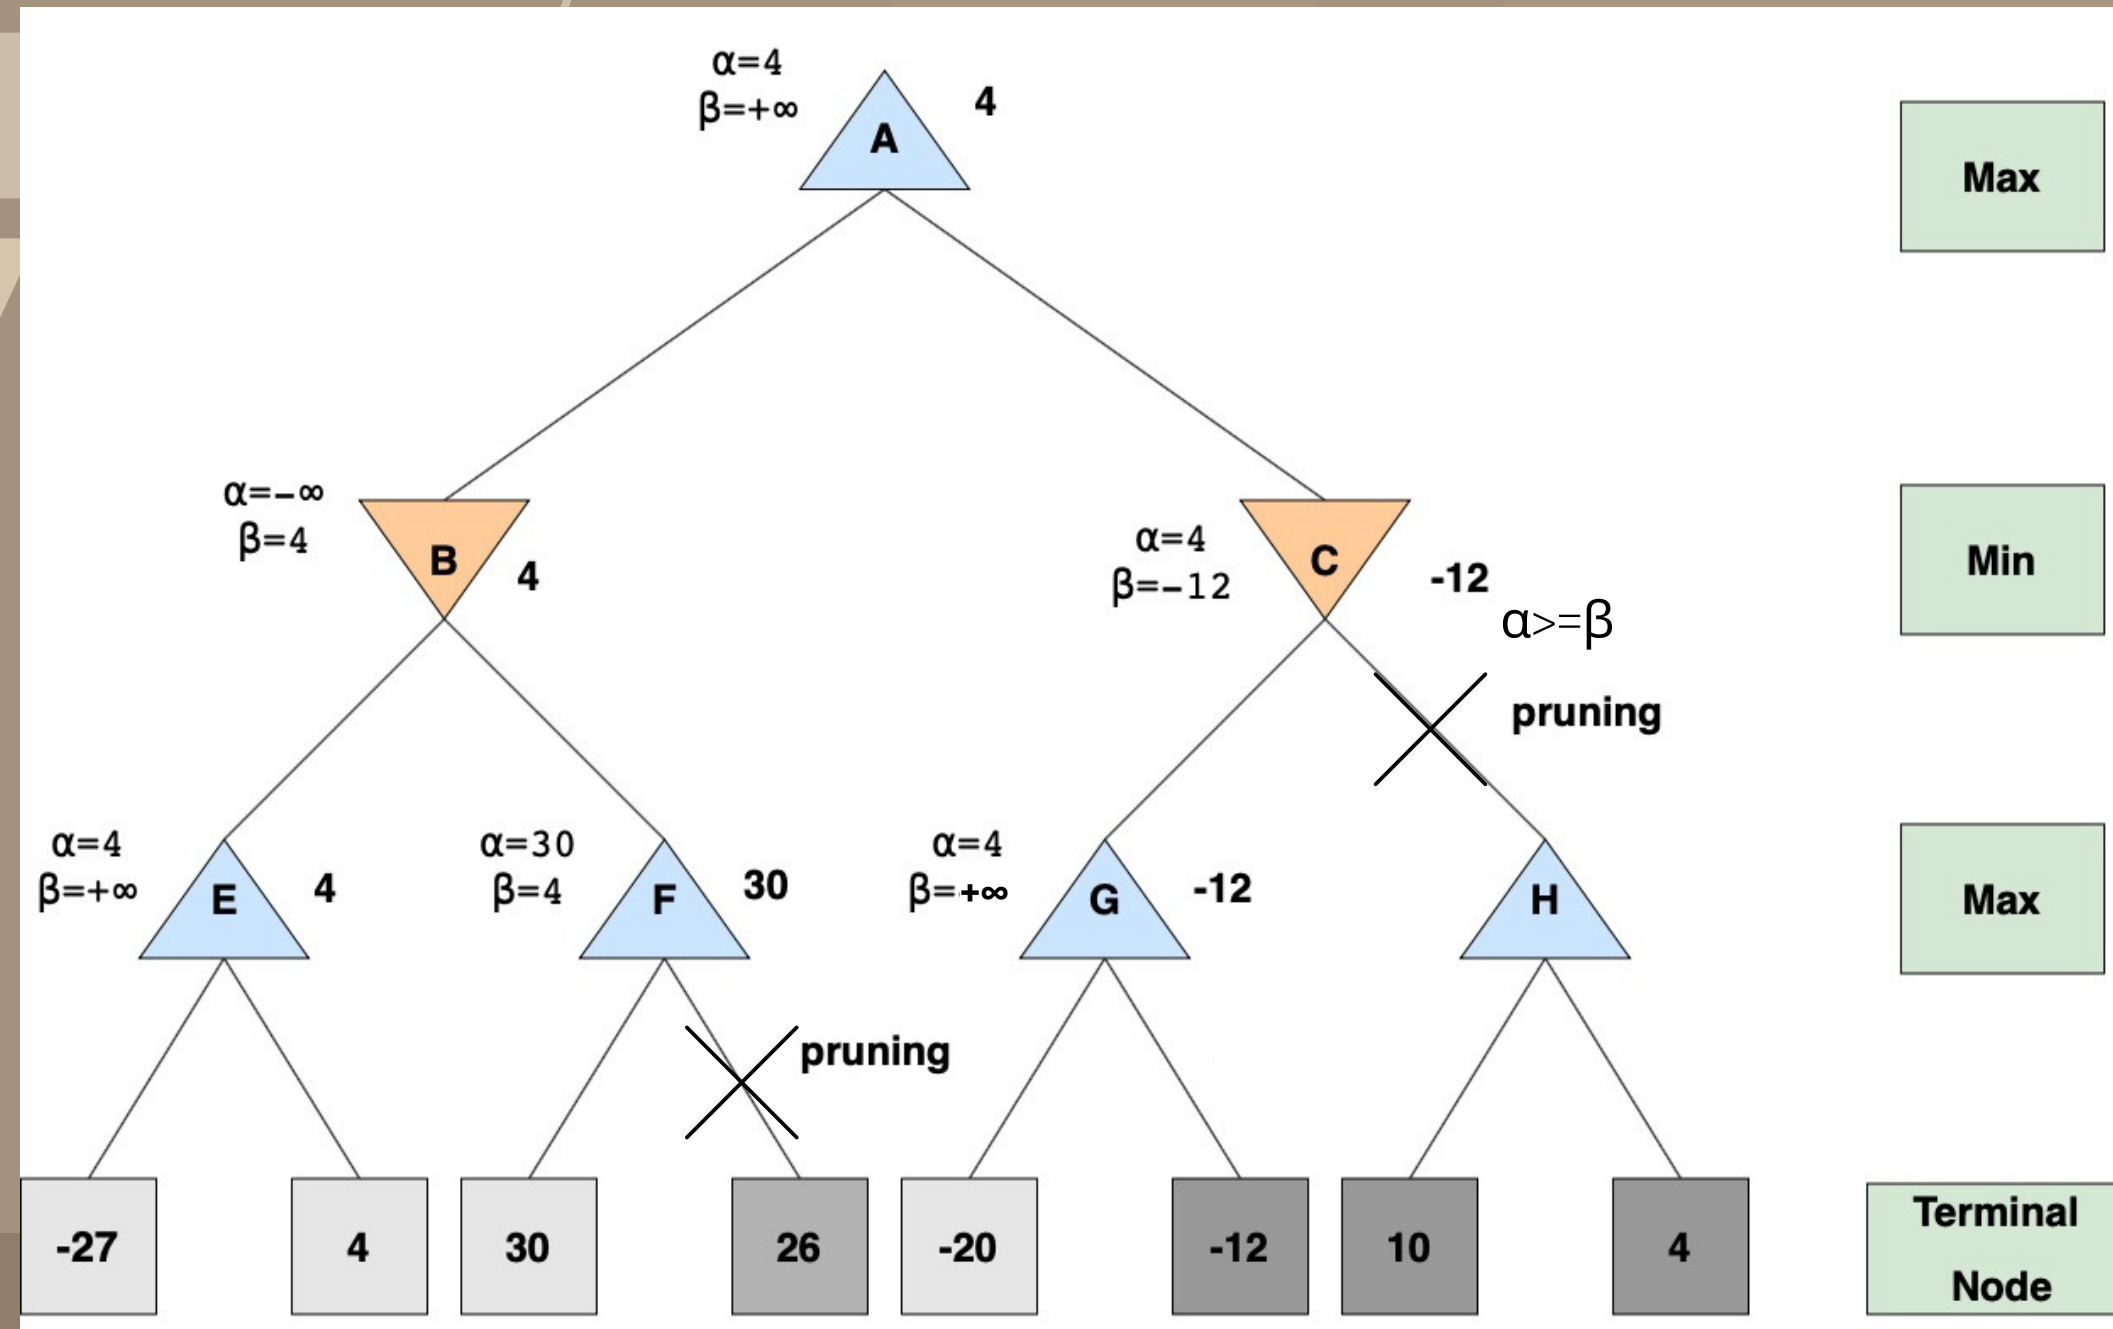 α=4
β=+∞
A
4
Max
α=-∞
β=4
B
4
α=4
β=-12
C
-12
α>=β
Min
pruning
α=4
β=+∞
E
4
α=30
β=4
F
30
α=4
β=+∞
G
-12
H
Max
pruning
-27
4
30
26
-20
-12
10
4
Terminal
Node